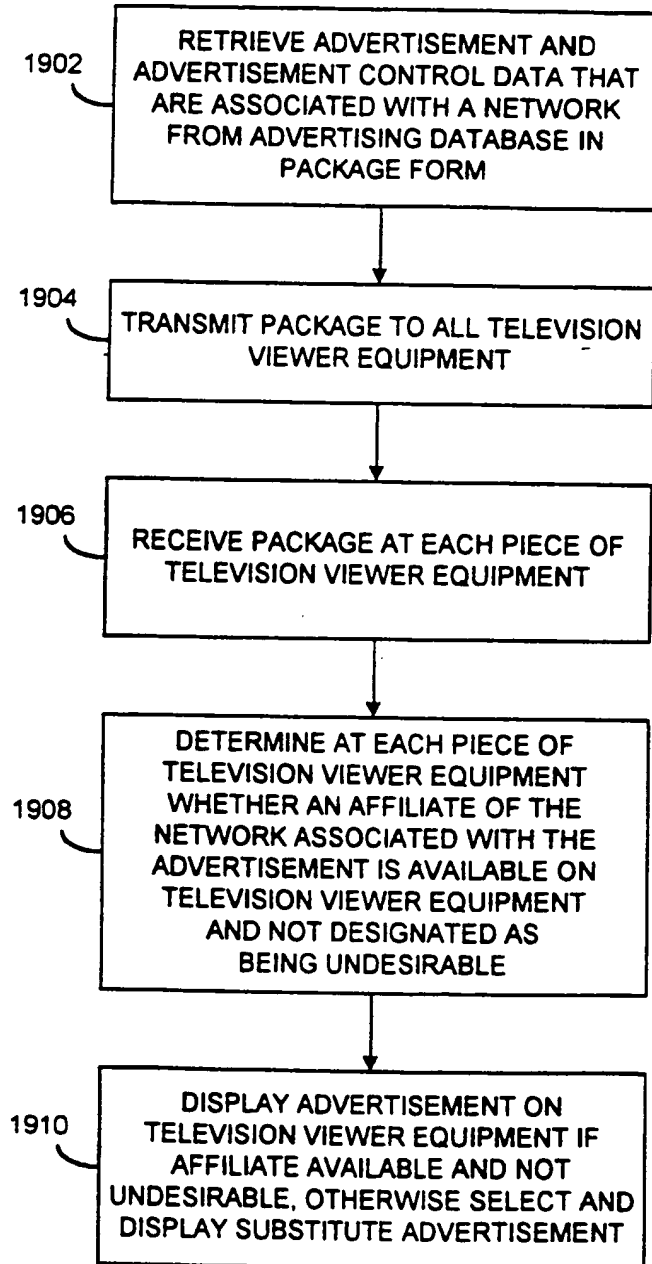 1902
RETRIEVE ADVERTISEMENT AND
ADVERTISEMENT CONTROL DATA THAT
ARE ASSOCIATED WITH A NETWORK
FROM ADVERTISING DATABASE IN
PACKAGE FORM
1904
TRANSMIT PACKAGE TO ALL TELEVISION
VIEWER EQUIPMENT
1906
RECEIVE PACKAGE AT EACH PIECE OF
TELEVISION VIEWER EQUIPMENT
1908
DETERMINE AT EACH PIECE OF
TELEVISION VIEWER EQUIPMENT
WHETHER AN AFFILIATE OF THE
NETWORK ASSOCIATED WITH THE
ADVERTISEMENT IS AVAILABLE ON
TELEVISION VIEWER EQUIPMENT
AND NOT DESIGNATED AS
BEING UNDESIRABLE
1910
DISPLAY ADVERTISEMENT ON
TELEVISION VIEWER EQUIPMENT IF
AFFILIATE AVAILABLE AND NOT
UNDESIRABLE, OTHERWISE SELECT AND
DISPLAY SUBSTITUTE ADVERTISEMENT